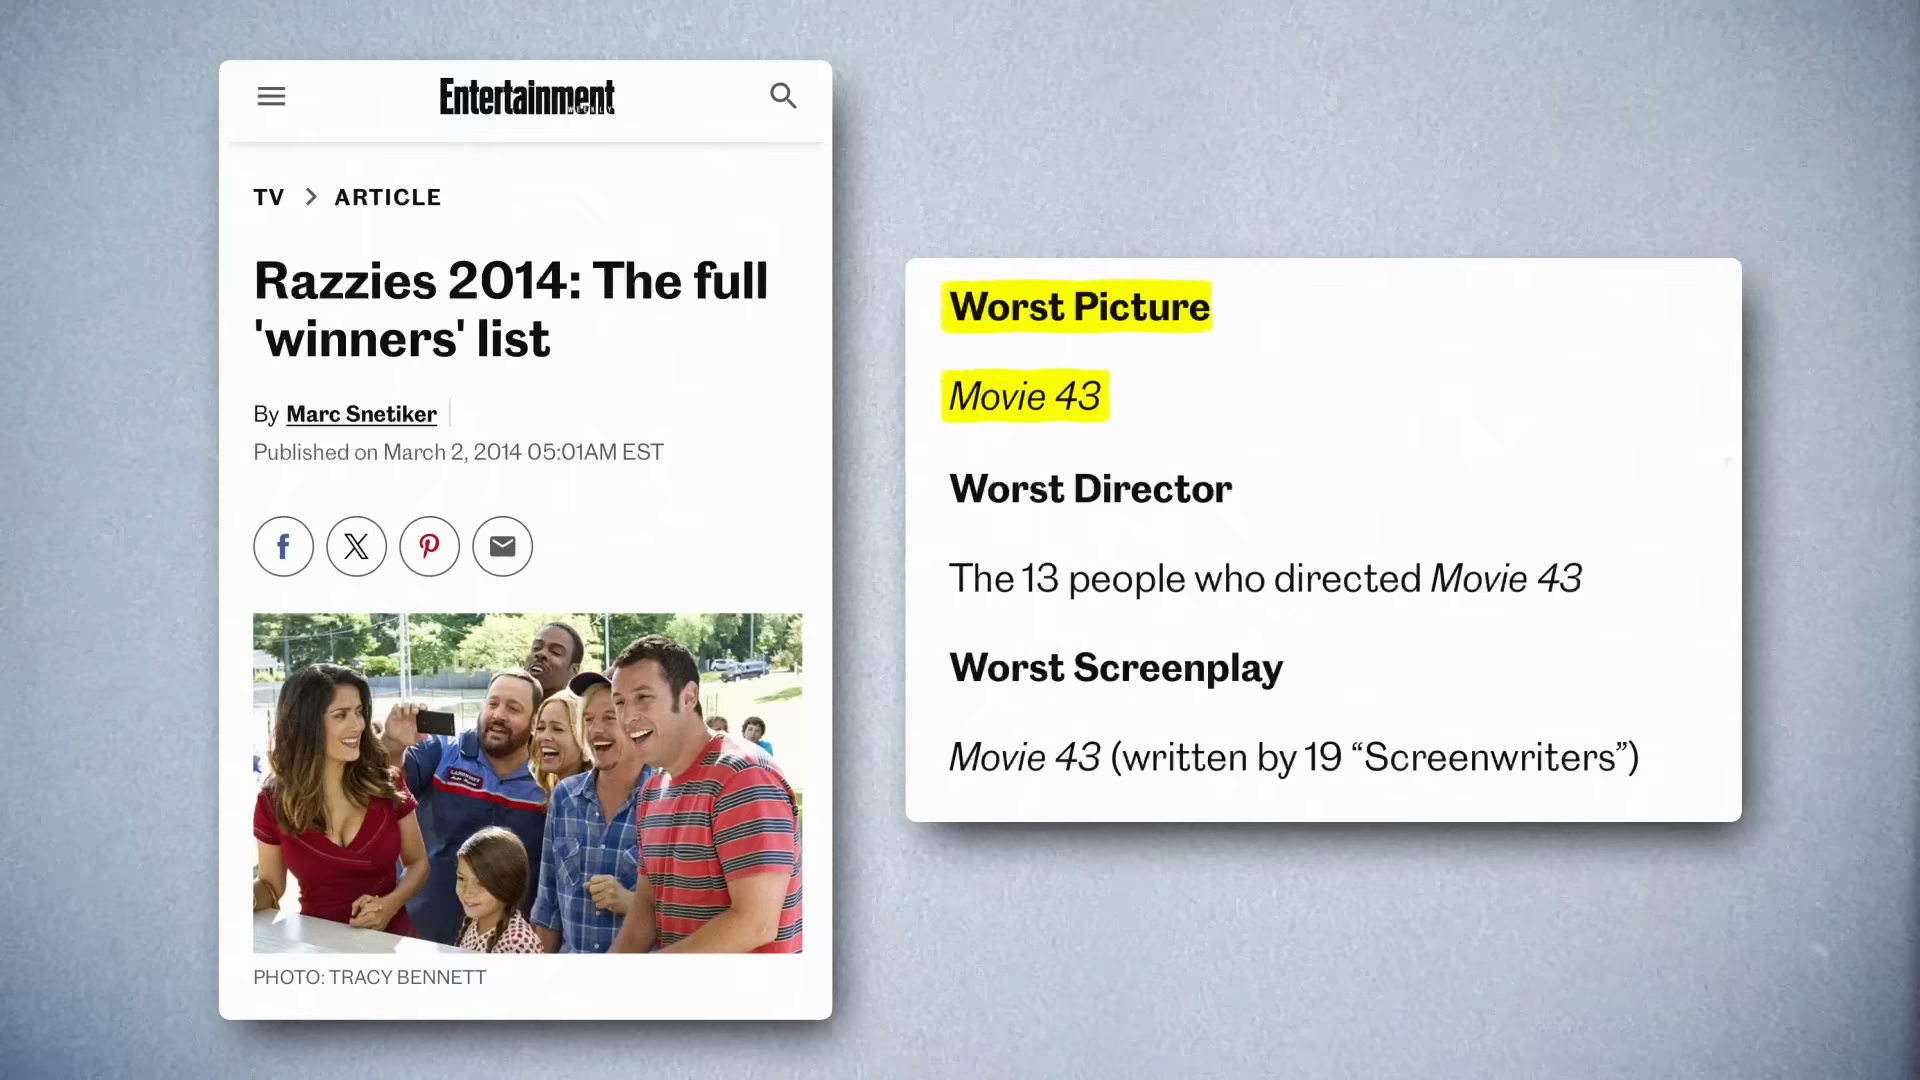 Entertainment
WEEKLY
TV > ARTICLE
Razzies 2014: The full
'winners' list
By Marc Snetiker
Published on March 2, 2014 05:01AM EST
PHOTO: TRACY BENNETT
Worst Picture
Movie 43
Worst Director
The 13 people who directed Movie 43
Worst Screenplay
Movie 43 (written by 19 “Screenwriters”)